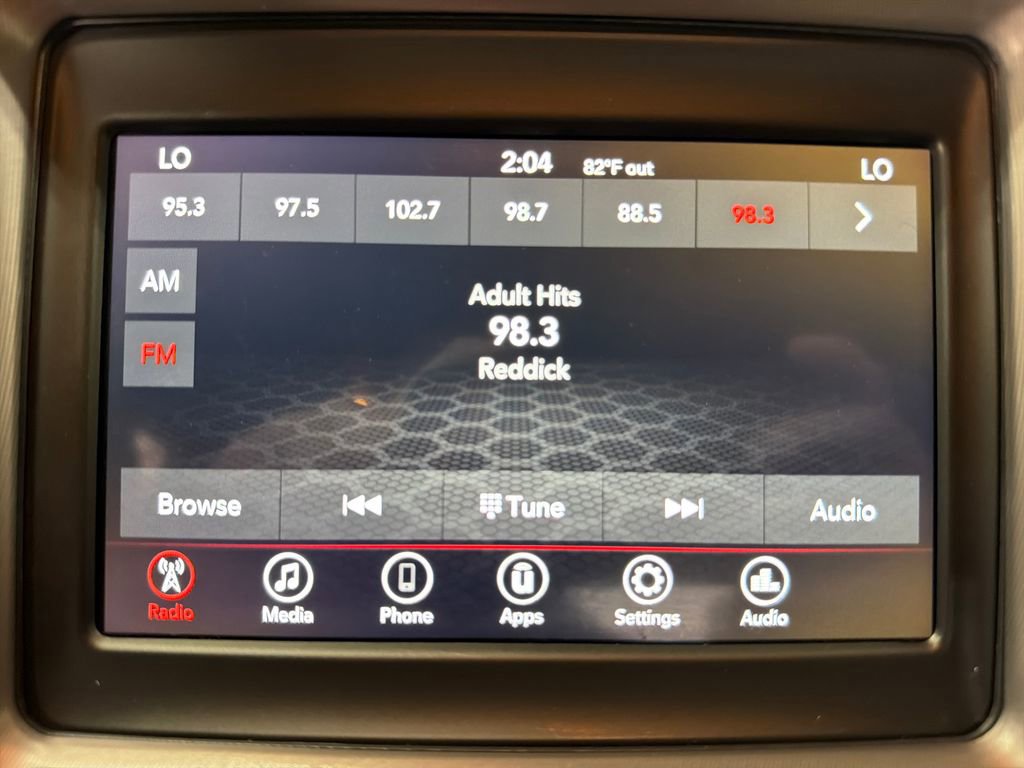 LO 2:04 82°F out LO
95.3 97.5 102.7 98.7 88.5 98.3
AM
FM
Adult Hits
98.3
Reddick
Browse Tune Audio
Radio Media Phone Apps Settings Audio